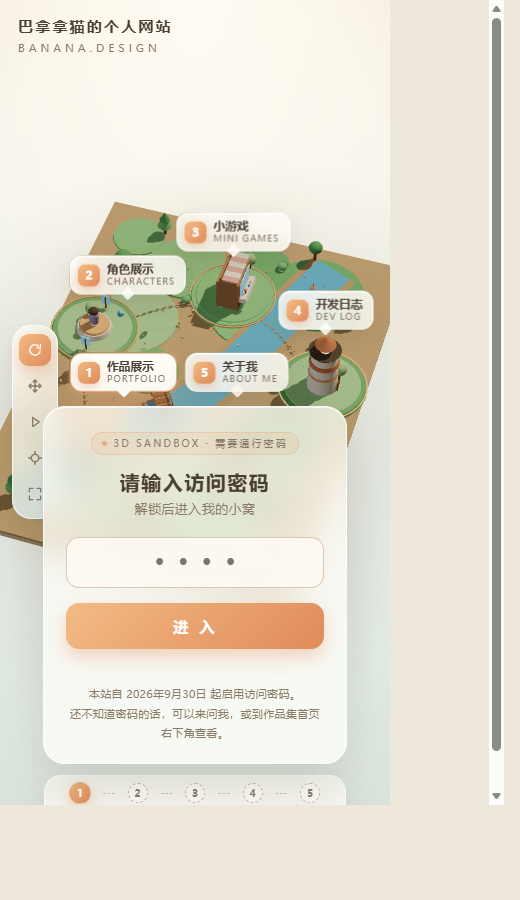 巴拿拿猫的个人网站
BANANA.DESIGN
3 小游戏
MINI GAMES
2 角色展示
CHARACTERS
4 开发日志
DEV LOG
1 作品展示
PORTFOLIO
5 关于我
ABOUT ME
3D SANDBOX · 需要通行密码
请输入访问密码
解锁后进入我的小窝
进 入
本站自 2026年9月30日 起启用访问密码。
还不知道密码的话，可以来问我，或到作品集首页
右下角查看。
1 2 3 4 5